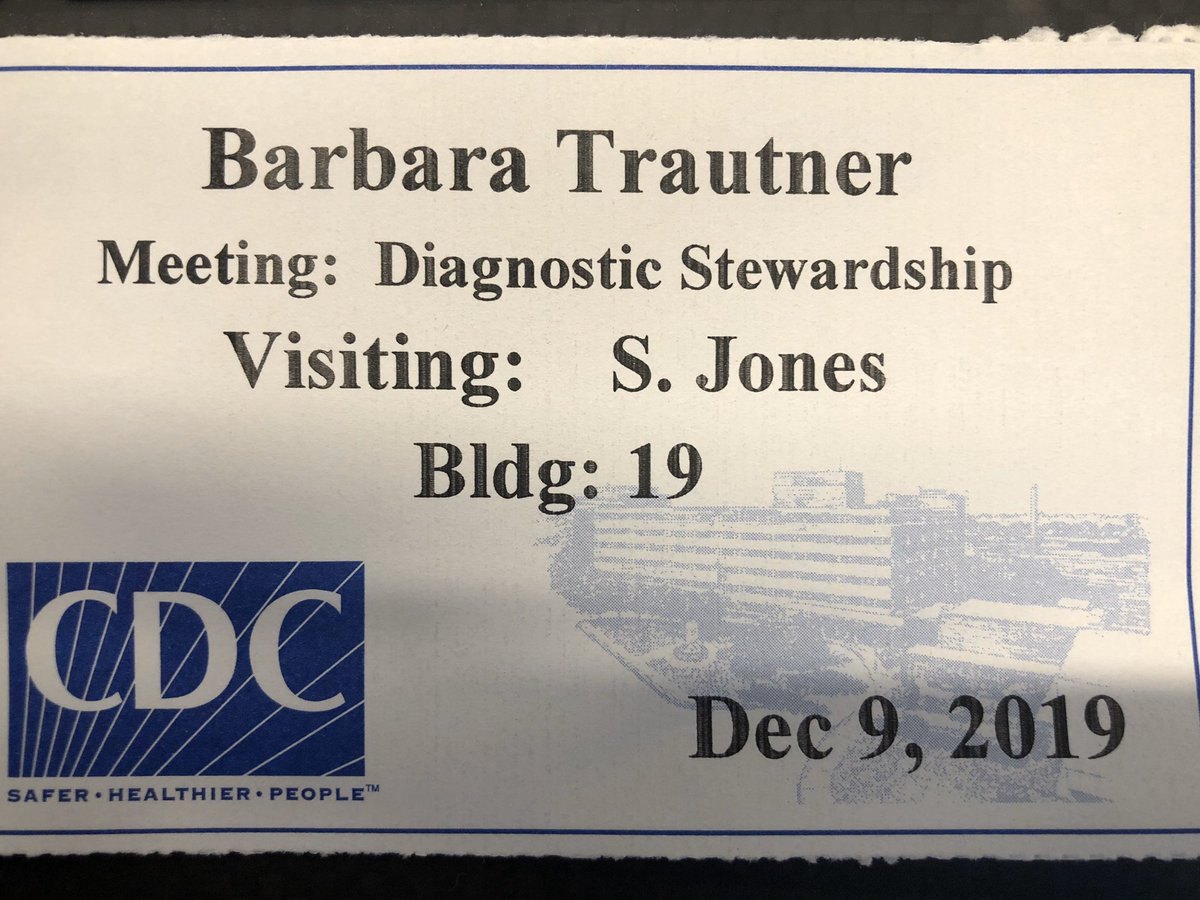 Barbara Trautner
Meeting: Diagnostic Stewardship
Visiting: S. Jones
Bldg: 19
CDC
SAFER • HEALTHIER • PEOPLE™
Dec 9, 2019